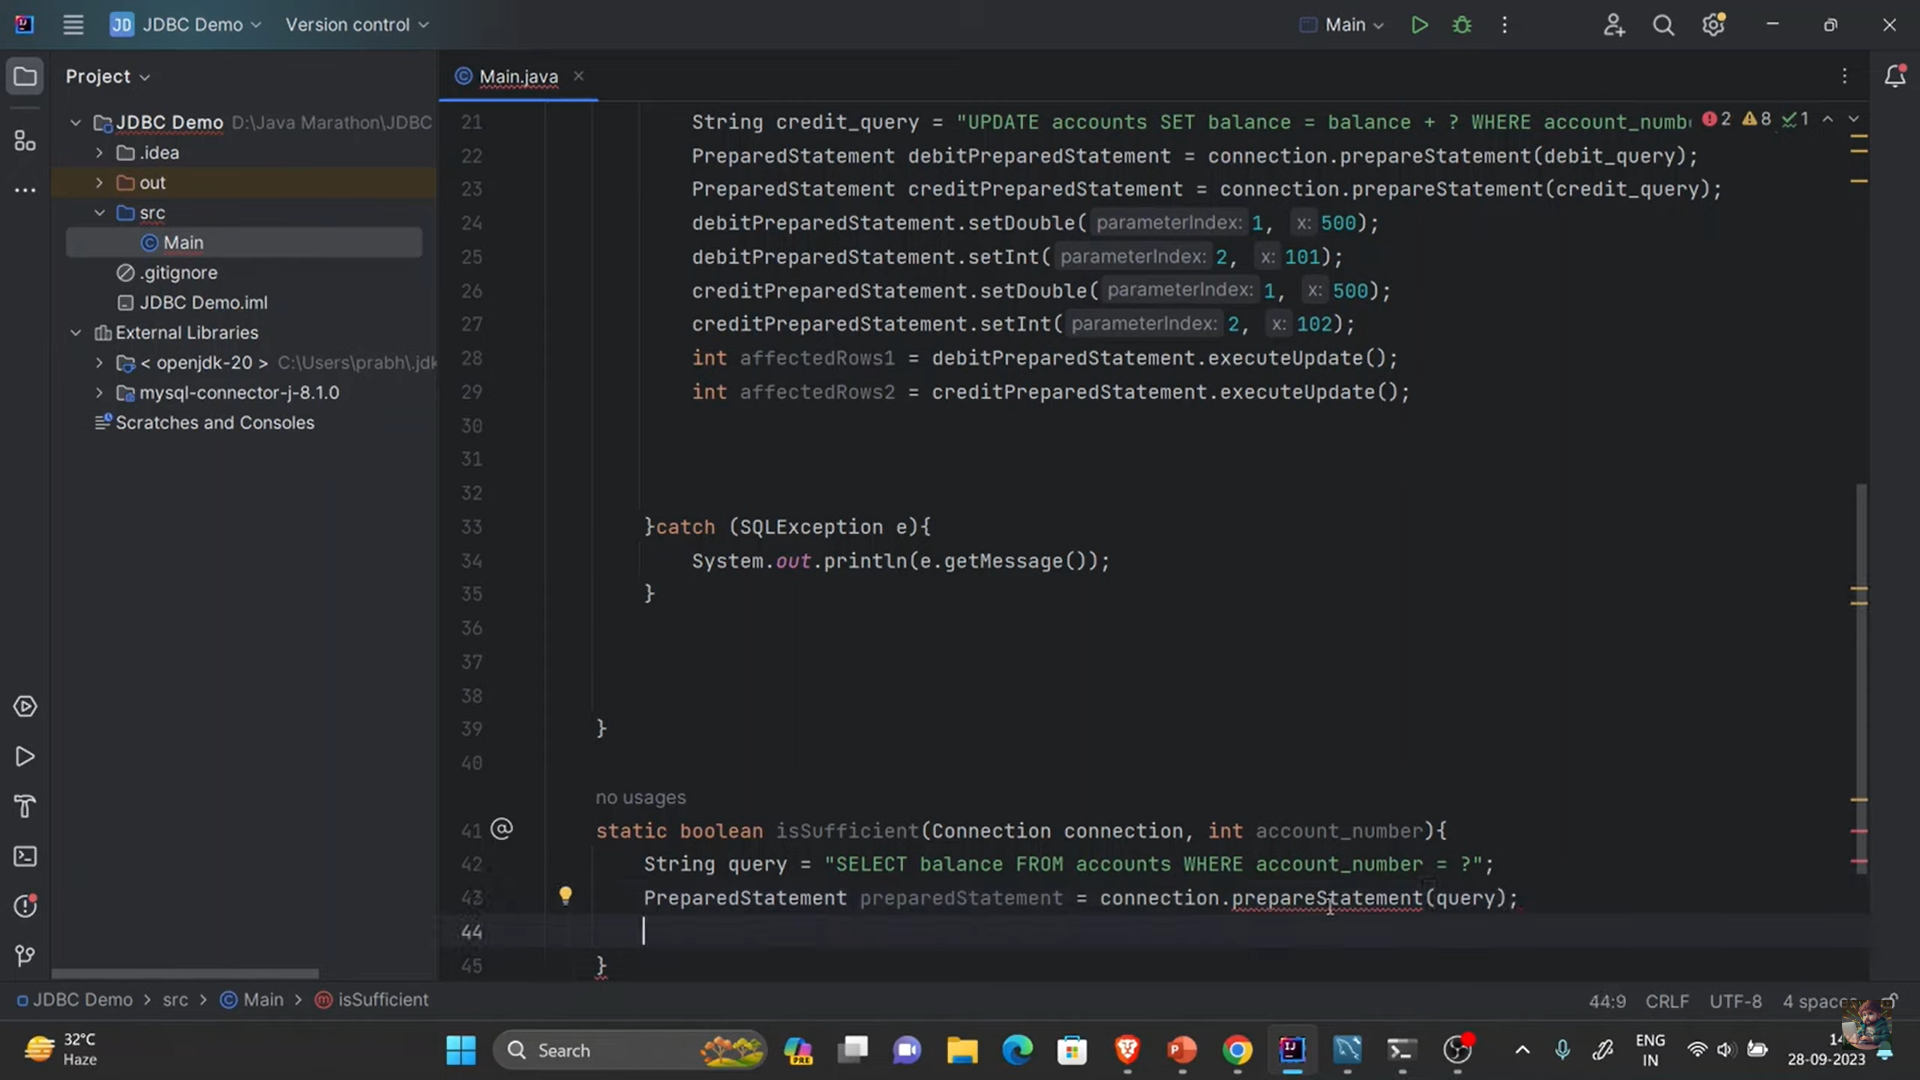 JD JDBC Demo Version control Main
Project Main.java
JDBC Demo D:\Java Marathon\JDBC
.idea
out
src
Main
.gitignore
JDBC Demo.iml
External Libraries
< openjdk-20 > C:\Users\prabh\.jdk
mysql-connector-j-8.1.0
Scratches and Consoles
21 String credit_query = "UPDATE accounts SET balance = balance + ? WHERE account_numb 2 8 1
22 PreparedStatement debitPreparedStatement = connection.prepareStatement(debit_query);
23 PreparedStatement creditPreparedStatement = connection.prepareStatement(credit_query);
24 debitPreparedStatement.setDouble( parameterIndex: 1, x: 500);
25 debitPreparedStatement.setInt( parameterIndex: 2, x: 101);
26 creditPreparedStatement.setDouble( parameterIndex: 1, x: 500);
27 creditPreparedStatement.setInt( parameterIndex: 2, x: 102);
28 int affectedRows1 = debitPreparedStatement.executeUpdate();
29 int affectedRows2 = creditPreparedStatement.executeUpdate();
30
31
32
33 }catch (SQLException e){
34 System.out.println(e.getMessage());
35 }
36
37
38
39 }
40
no usages
41 @ static boolean isSufficient(Connection connection, int account_number){
42 String query = "SELECT balance FROM accounts WHERE account_number = ?";
43 PreparedStatement preparedStatement = connection.prepareStatement(query);
44
45 }
JDBC Demo > src > Main > isSufficient 44:9 CRLF UTF-8 4 spaces
32°C
Haze
Search
PRE
ENG
IN
28-09-2023